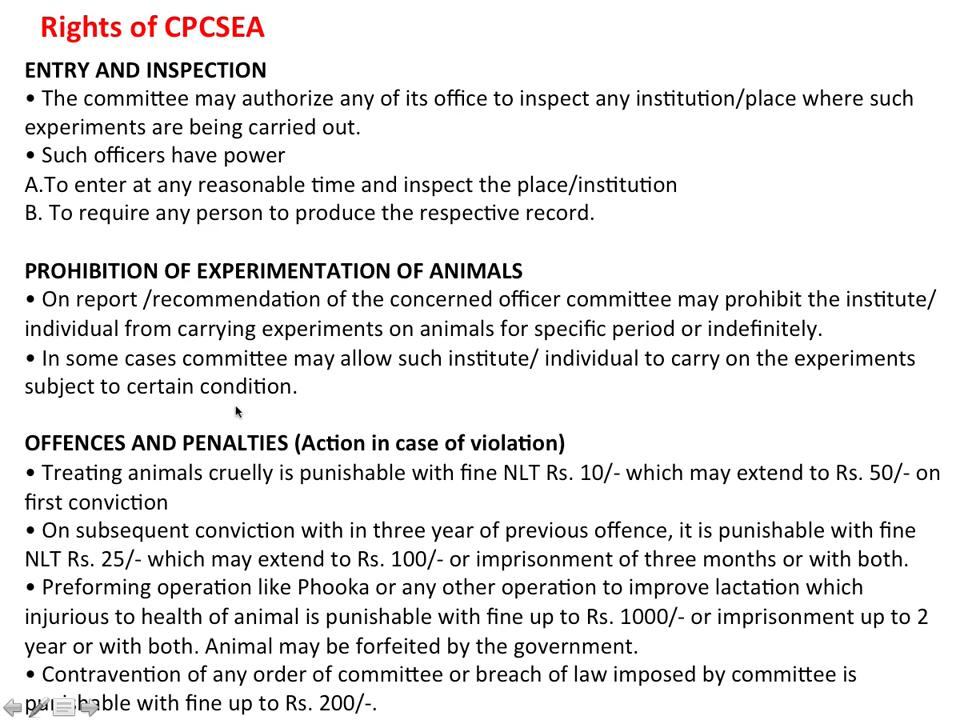 Rights of CPCSEA
ENTRY AND INSPECTION
• The committee may authorize any of its office to inspect any institution/place where such
experiments are being carried out.
• Such officers have power
A.To enter at any reasonable time and inspect the place/institution
B. To require any person to produce the respective record.
PROHIBITION OF EXPERIMENTATION OF ANIMALS
• On report /recommendation of the concerned officer committee may prohibit the institute/
individual from carrying experiments on animals for specific period or indefinitely.
• In some cases committee may allow such institute/ individual to carry on the experiments
subject to certain condition.
OFFENCES AND PENALTIES (Action in case of violation)
• Treating animals cruelly is punishable with fine NLT Rs. 10/- which may extend to Rs. 50/- on
first conviction
• On subsequent conviction with in three year of previous offence, it is punishable with fine
NLT Rs. 25/- which may extend to Rs. 100/- or imprisonment of three months or with both.
• Preforming operation like Phooka or any other operation to improve lactation which
injurious to health of animal is punishable with fine up to Rs. 1000/- or imprisonment up to 2
year or with both. Animal may be forfeited by the government.
• Contravention of any order of committee or breach of law imposed by committee is
punishable with fine up to Rs. 200/-.